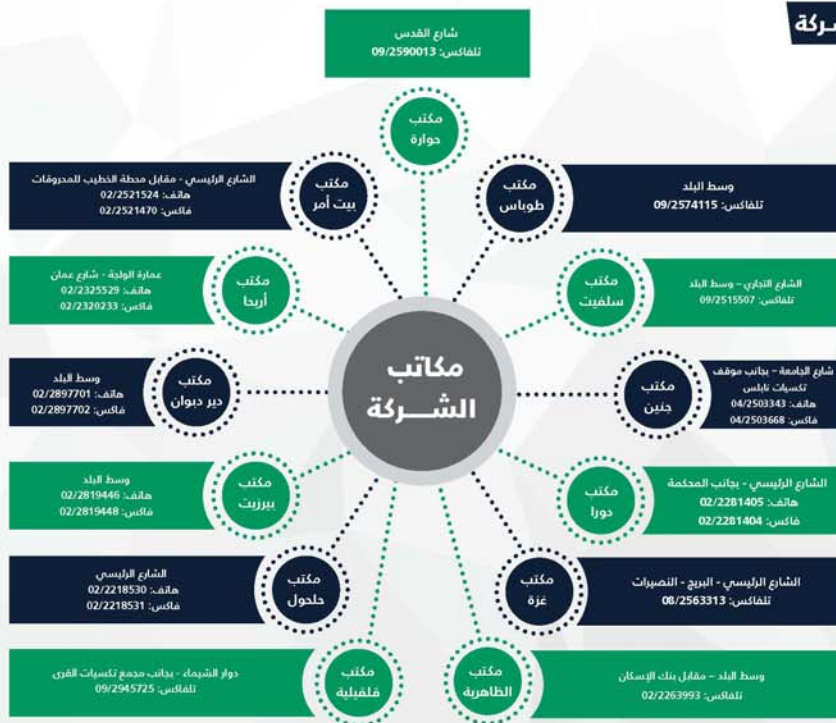 شارع القدس
تلفاكس: 09/2590013
مكتب
حوارة
مكتب
طوباس
وسط البلد
تلفاكس: 09/2574115
الشارع الرئيسي - مقابل محطة الخطيب للمحروقات
هاتف: 02/2521524
فاكس: 02/2521470
مكتب
بيت أمر
مكتب
سلفيت
الشارع التجاري – وسط البلد
تلفاكس: 09/2515507
عمارة الولجة - شارع عمان
هاتف: 02/2325529
فاكس: 02/2320233
مكتب
أريحا
مكاتب
الشـــركة
مكتب
جنين
شارع الجامعة – بجانب موقف
تكسيات نابلس
هاتف: 04/2503343
فاكس: 04/2503668
وسط البلد
هاتف: 02/2897701
فاكس: 02/2897702
مكتب
دير دبوان
مكتب
دورا
الشارع الرئيسي - بجانب المحكمة
هاتف: 02/2281405
فاكس: 02/2281404
وسط البلد
هاتف: 02/2819446
فاكس: 02/2819448
مكتب
بيرزيت
مكتب
غزة
الشارع الرئيسي - البريج - النصيرات
تلفاكس: 08/2563313
الشارع الرئيسي
هاتف: 02/2218530
فاكس: 02/2218531
مكتب
حلحول
مكتب
الظاهرية
وسط البلد – مقابل بنك الإسكان
تلفاكس: 02/2263993
دوار الشيماء - بجانب مجمع تكسيات القرى
تلفاكس: 09/2945725
مكتب
قلقيلية